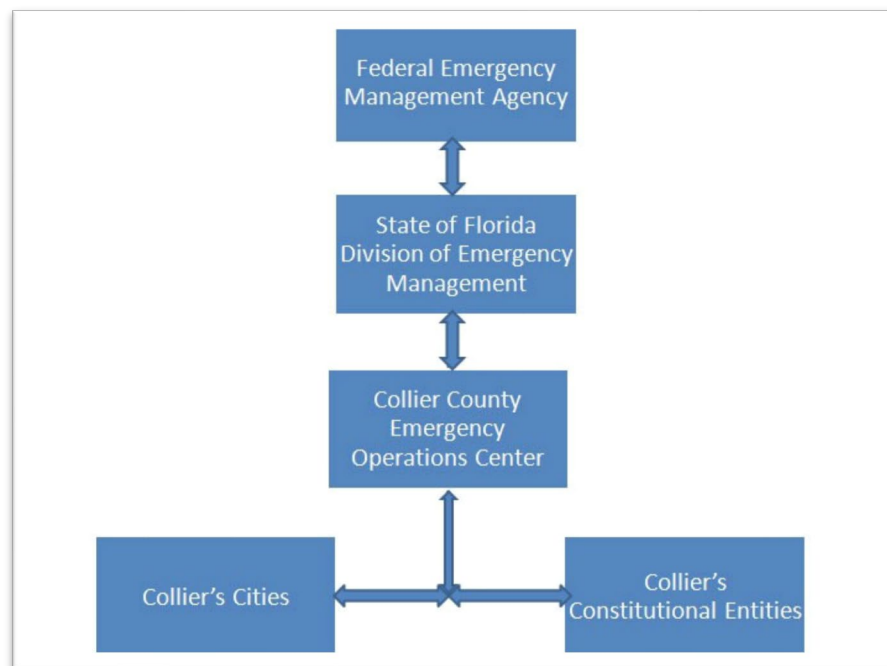 Federal Emergency
Management Agency
State of Florida
Division of Emergency
Management
Collier County
Emergency
Operations Center
Collier’s Cities
Collier’s
Constitutional Entities